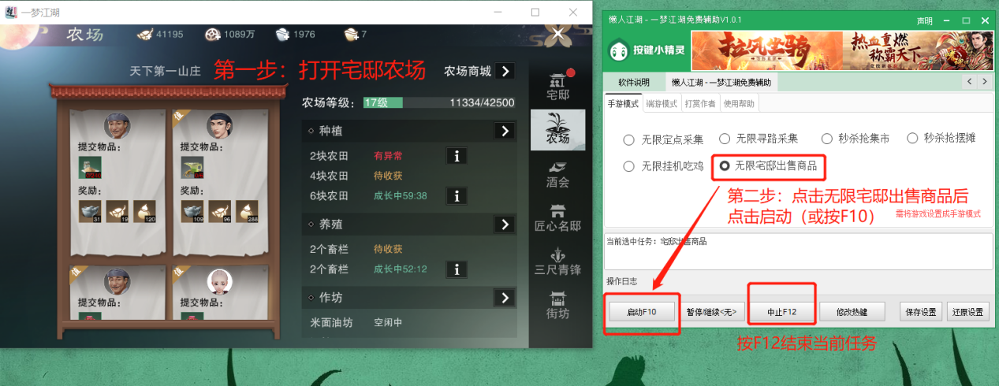 一梦江湖
农场
41195
1089万
1976
7
天下第一山庄
第一步：打开宅邸农场
农场商城
农场等级：
17级
11334/42500
提交物品：
奖励：
31
19
120
提交物品：
奖励：
109
96
288
提交物品：
提交物品：
种植
2块农田
有异常
4块农田
待收获
6块农田
成长中59:38
养殖
2个畜栏
待收获
2个畜栏
成长中52:12
作坊
米面油坊
空闲中
宅邸
农场
酒会
匠心名邸
三尺青锋
街坊
懒人江湖 - 一梦江湖免费辅助V1.0.1
声明
按键小精灵
拉风坐骑
热血重燃
称霸天下
软件说明
懒人江湖 - 一梦江湖免费辅助
手游模式
端游模式
打赏作者
使用帮助
无限定点采集
无限寻路采集
秒杀抢集市
秒杀抢摆摊
无限挂机吃鸡
无限宅邸出售商品
第二步：点击无限宅邸出售商品后
点击启动（或按F10）
需将游戏设置成手游模式
当前选中任务：宅邸出售商品
操作日志
启动F10
暂停/继续<无>
中止F12
修改热键
保存设置
还原设置
按F12结束当前任务